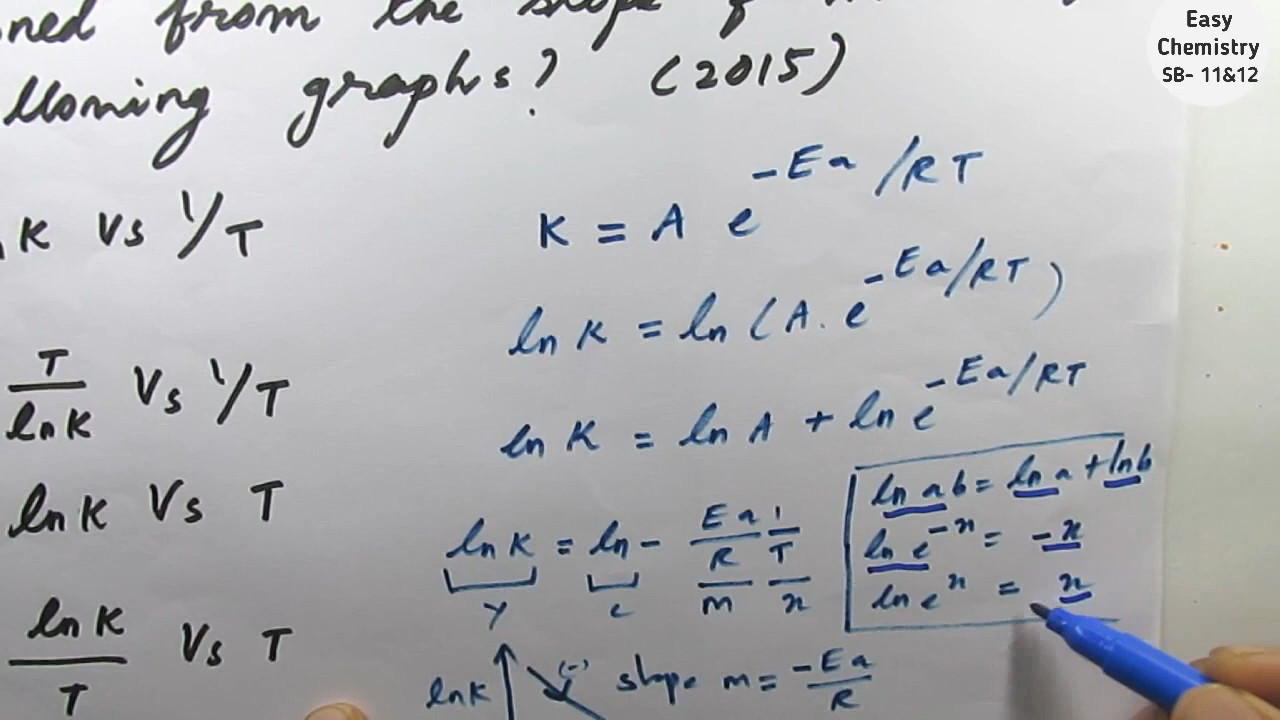 ned from the slope of
llowing graphs? (2015)
K Vs 1/T
T/lnK Vs 1/T
lnK Vs T
lnK/T Vs T
K = A e^-Ea/RT
ln K = ln (A. e^-Ea/RT)
ln K = ln A + ln e^-Ea/RT
ln K = ln - Ea/R 1/T
y c m x
ln ab = ln a + ln b
ln e^-x = -x
ln e^x = x
lnK (-) slope m = -Ea/R
Easy
Chemistry
SB- 11&12